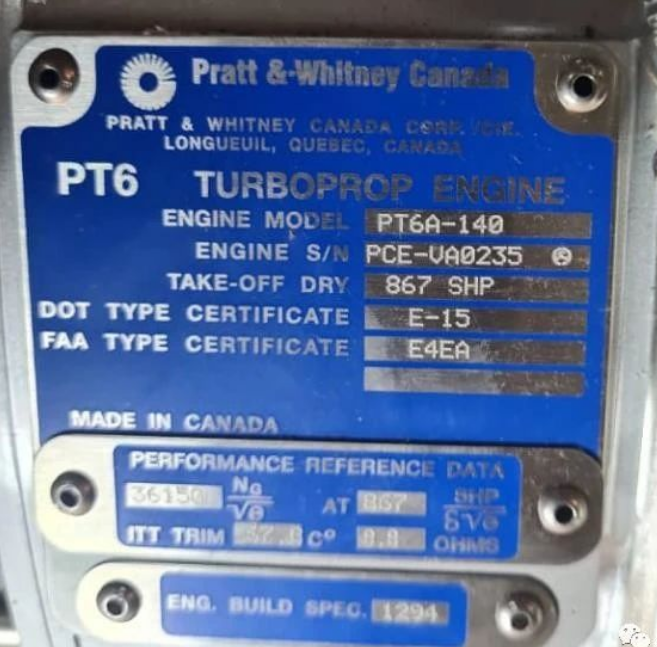 Pratt & Whitney Canada
PRATT & WHITNEY CANADA CORP./CIE.
LONGUEUIL, QUEBEC, CANADA
PT6 TURBOPROP ENGINE
ENGINE MODEL PT6A-140
ENGINE S/N PCE-VA0235
TAKE-OFF DRY 867 SHP
DOT TYPE CERTIFICATE E-15
FAA TYPE CERTIFICATE E4EA
MADE IN CANADA
PERFORMANCE REFERENCE DATA
36150 NG/√θ AT 867 SHP/δ√θ
ITT TRIM C° OHMS
ENG. BUILD SPEC. 1294